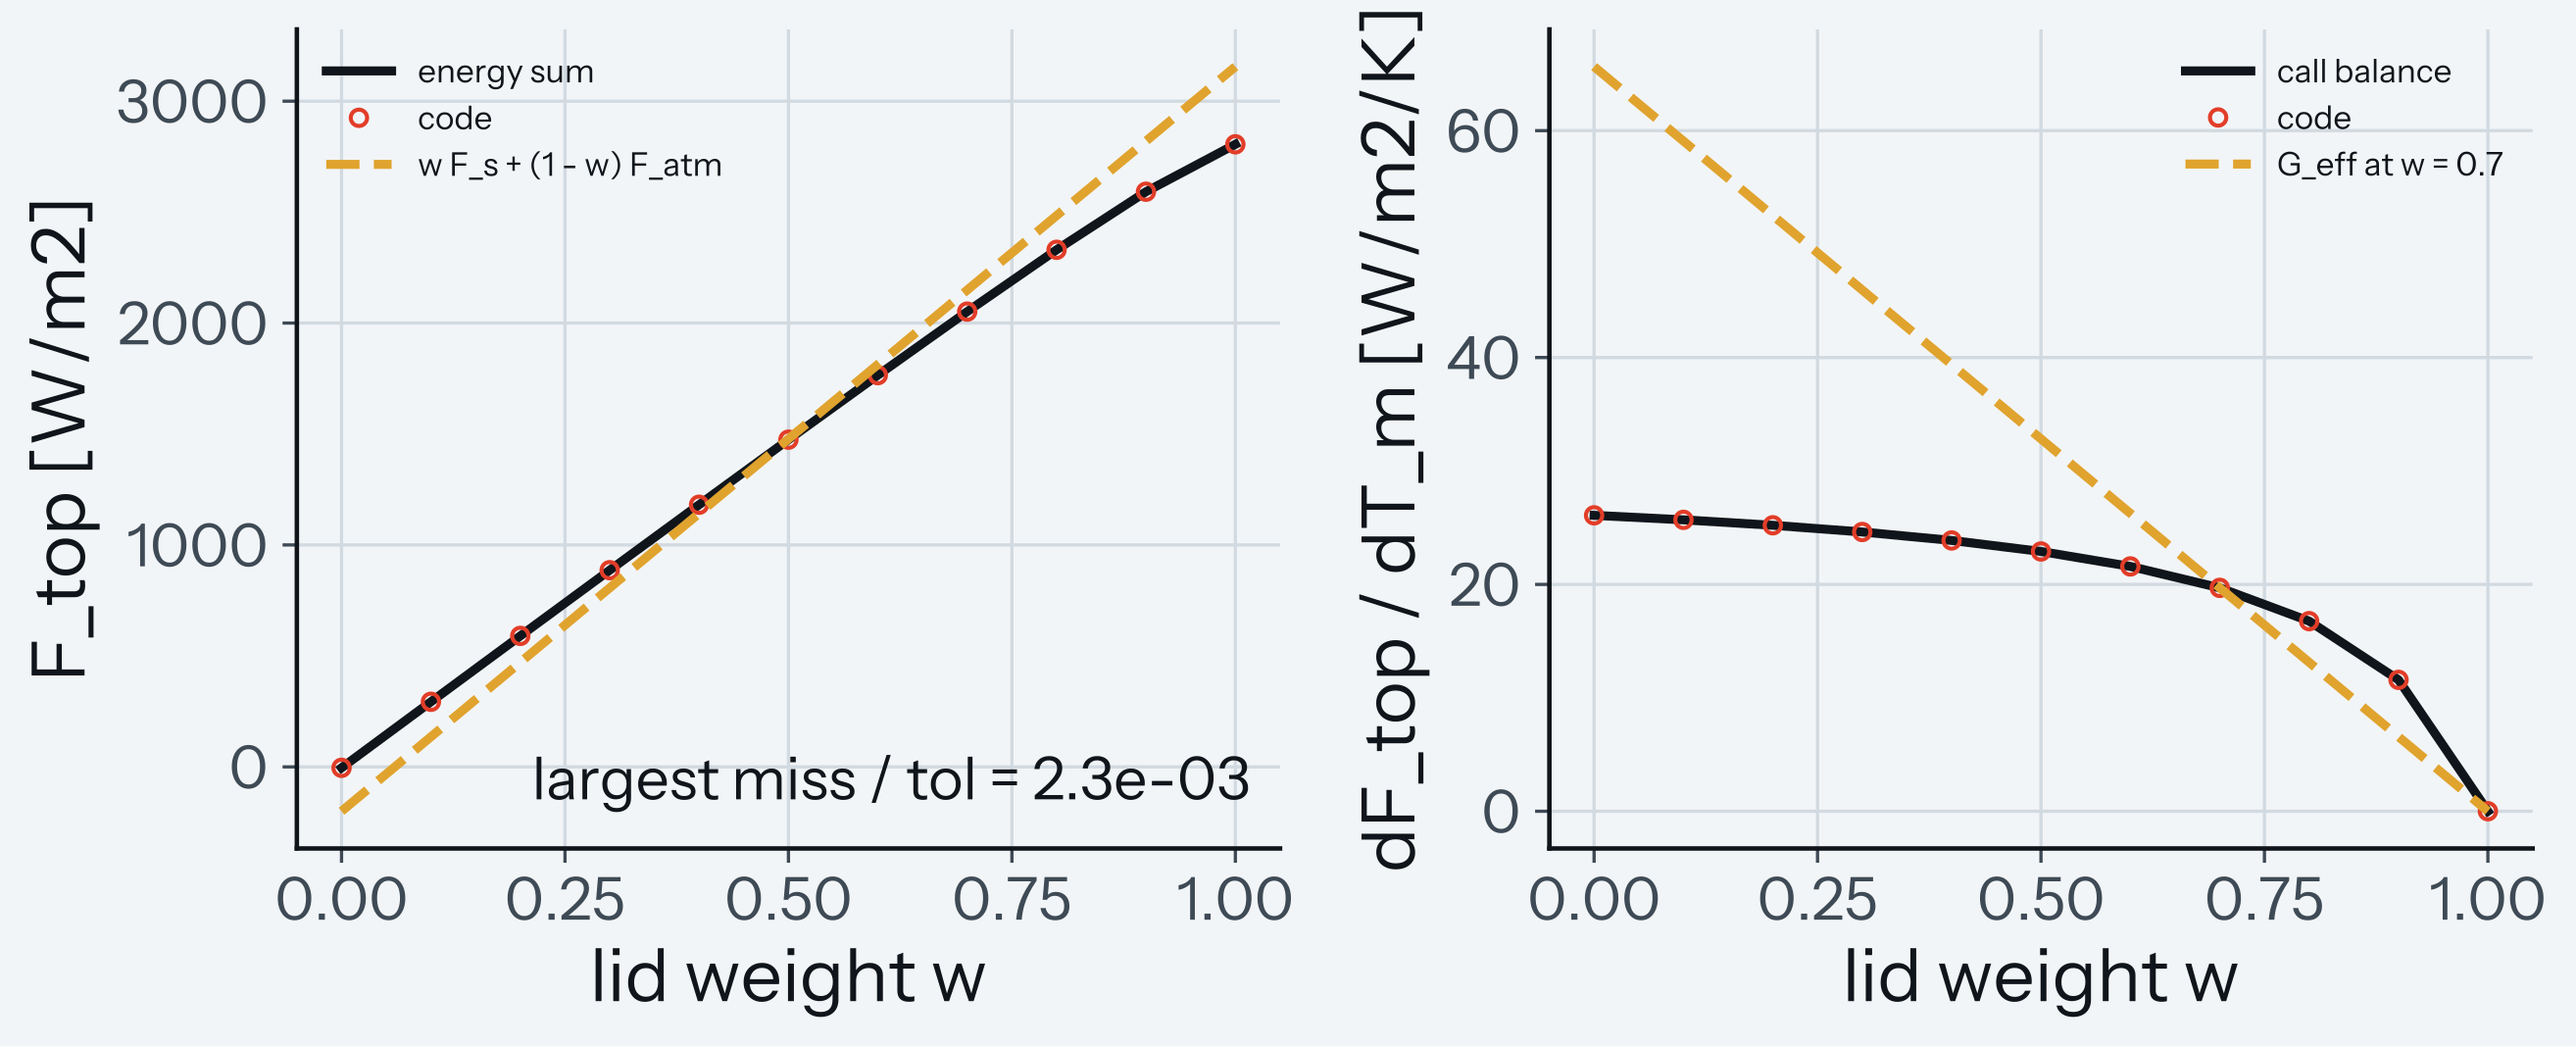 F_top [W/m2]
3000
2000
1000
0
energy sum
code
w F_s + (1 - w) F_atm
largest miss / tol = 2.3e-03
0.00 0.25 0.50 0.75 1.00
lid weight w
dF_top / dT_m [W/m2/K]
60
40
20
0
call balance
code
G_eff at w = 0.7
0.00 0.25 0.50 0.75 1.00
lid weight w